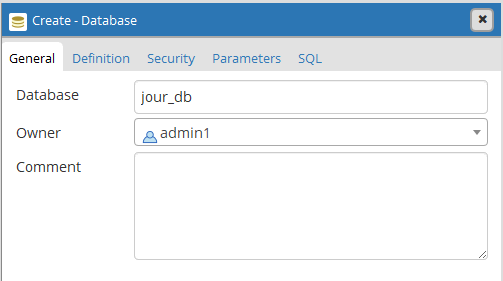 Create - Database
General Definition Security Parameters SQL
Database jour_db
Owner admin1
Comment